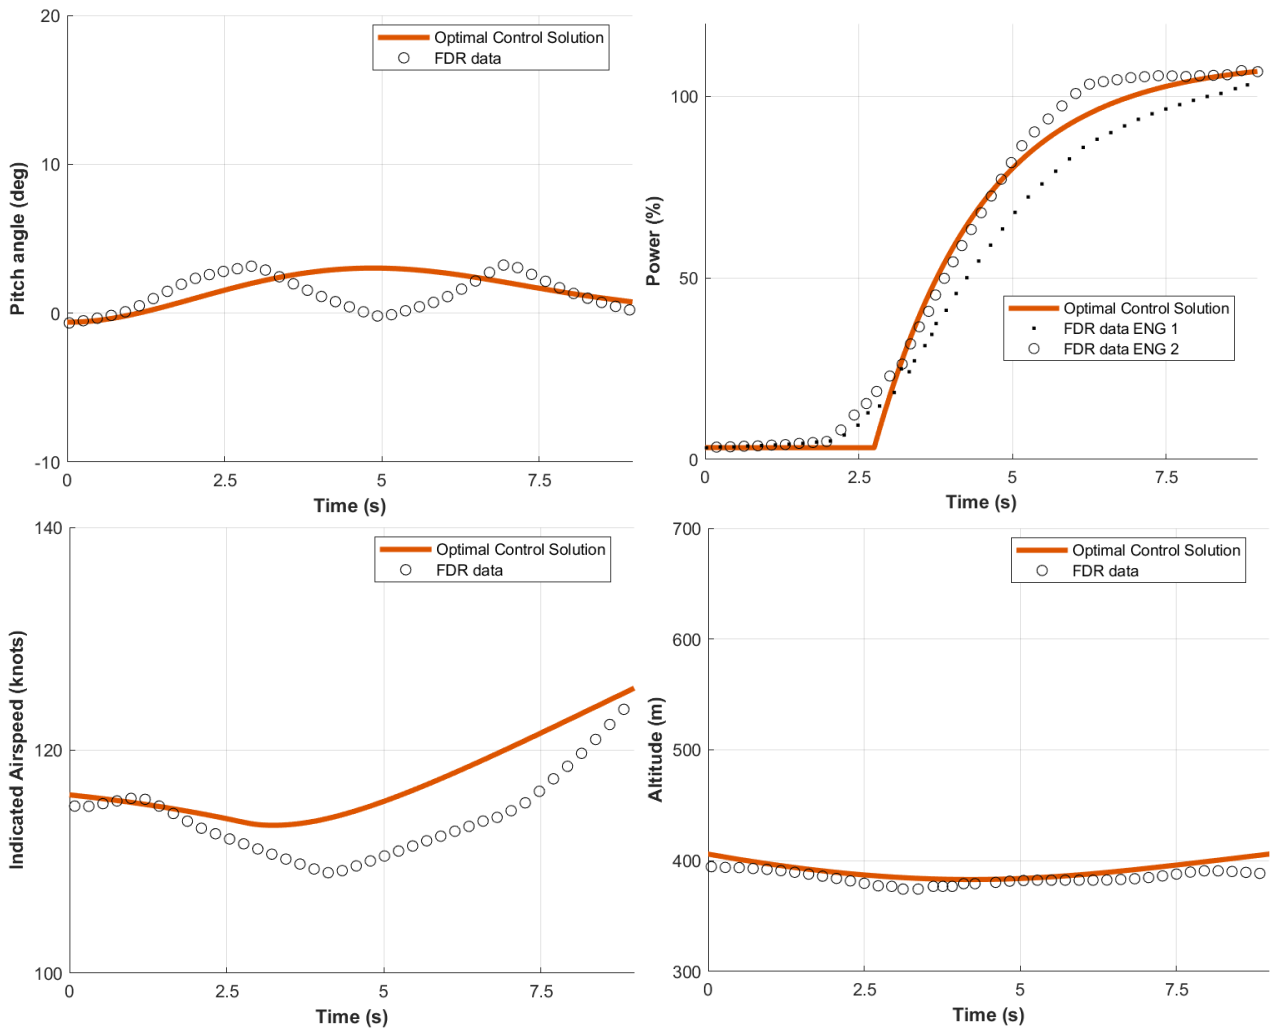 20
10
0
-10
Pitch angle (deg)
Optimal Control Solution
FDR data
0
2.5
5
7.5
Time (s)
100
50
0
Power (%)
Optimal Control Solution
FDR data ENG 1
FDR data ENG 2
0
2.5
5
7.5
Time (s)
140
120
100
Indicated Airspeed (knots)
Optimal Control Solution
FDR data
0
2.5
5
7.5
Time (s)
700
600
500
400
300
Altitude (m)
Optimal Control Solution
FDR data
0
2.5
5
7.5
Time (s)